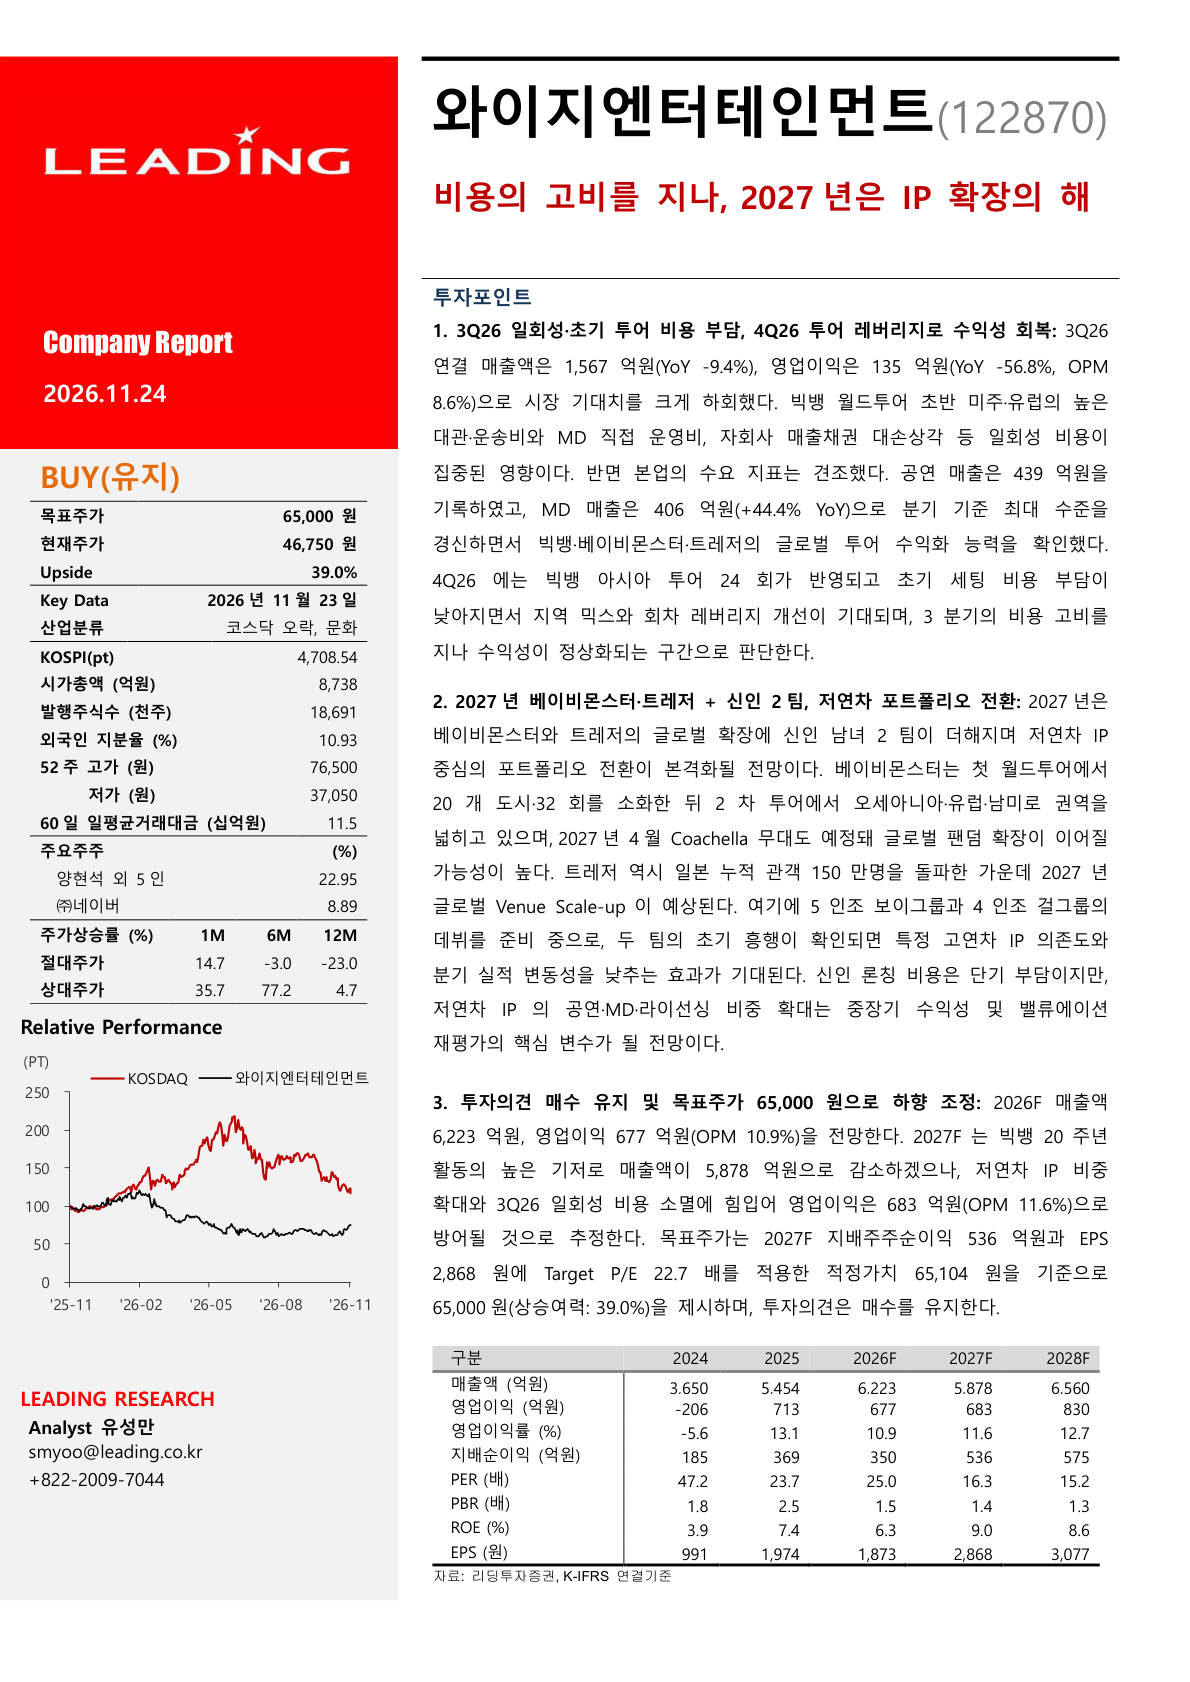 LEADING
Company Report
2026.11.24
BUY(유지)
목표주가 65,000 원
현재주가 46,750 원
Upside 39.0%
Key Data 2026년 11월 23일
산업분류 코스닥 오락, 문화
KOSPI(pt) 4,708.54
시가총액 (억원) 8,738
발행주식수 (천주) 18,691
외국인 지분율 (%) 10.93
52주 고가 (원) 76,500
저가 (원) 37,050
60일 일평균거래대금 (십억원) 11.5
주요주주 (%)
양현석 외 5인 22.95
㈜네이버 8.89
주가상승률 (%) 1M 6M 12M
절대주가 14.7 -3.0 -23.0
상대주가 35.7 77.2 4.7
Relative Performance
(PT)
KOSDAQ 와이지엔터테인먼트
250
200
150
100
50
0
'25-11 '26-02 '26-05 '26-08 '26-11
LEADING RESEARCH
Analyst 유성만
smyoo@leading.co.kr
+822-2009-7044
와이지엔터테인먼트(122870)
비용의 고비를 지나, 2027년은 IP 확장의 해
투자포인트
1. 3Q26 일회성·초기 투어 비용 부담, 4Q26 투어 레버리지로 수익성 회복: 3Q26
연결 매출액은 1,567 억원(YoY -9.4%), 영업이익은 135 억원(YoY -56.8%, OPM
8.6%)으로 시장 기대치를 크게 하회했다. 빅뱅 월드투어 초반 미주·유럽의 높은
대관·운송비와 MD 직접 운영비, 자회사 매출채권 대손상각 등 일회성 비용이
집중된 영향이다. 반면 본업의 수요 지표는 견조했다. 공연 매출은 439 억원을
기록하였고, MD 매출은 406 억원(+44.4% YoY)으로 분기 기준 최대 수준을
경신하면서 빅뱅·베이비몬스터·트레저의 글로벌 투어 수익화 능력을 확인했다.
4Q26 에는 빅뱅 아시아 투어 24 회가 반영되고 초기 세팅 비용 부담이
낮아지면서 지역 믹스와 회차 레버리지 개선이 기대되며, 3 분기의 비용 고비를
지나 수익성이 정상화되는 구간으로 판단한다.
2. 2027년 베이비몬스터·트레저 + 신인 2팀, 저연차 포트폴리오 전환: 2027년은
베이비몬스터와 트레저의 글로벌 확장에 신인 남녀 2 팀이 더해지며 저연차 IP
중심의 포트폴리오 전환이 본격화될 전망이다. 베이비몬스터는 첫 월드투어에서
20 개 도시·32 회를 소화한 뒤 2 차 투어에서 오세아니아·유럽·남미로 권역을
넓히고 있으며, 2027년 4월 Coachella 무대도 예정돼 글로벌 팬덤 확장이 이어질
가능성이 높다. 트레저 역시 일본 누적 관객 150 만명을 돌파한 가운데 2027 년
글로벌 Venue Scale-up 이 예상된다. 여기에 5 인조 보이그룹과 4 인조 걸그룹의
데뷔를 준비 중으로, 두 팀의 초기 흥행이 확인되면 특정 고연차 IP 의존도와
분기 실적 변동성을 낮추는 효과가 기대된다. 신인 론칭 비용은 단기 부담이지만,
저연차 IP 의 공연·MD·라이선싱 비중 확대는 중장기 수익성 및 밸류에이션
재평가의 핵심 변수가 될 전망이다.
3. 투자의견 매수 유지 및 목표주가 65,000 원으로 하향 조정: 2026F 매출액
6,223 억원, 영업이익 677 억원(OPM 10.9%)을 전망한다. 2027F 는 빅뱅 20 주년
활동의 높은 기저로 매출액이 5,878 억원으로 감소하겠으나, 저연차 IP 비중
확대와 3Q26 일회성 비용 소멸에 힘입어 영업이익은 683 억원(OPM 11.6%)으로
방어될 것으로 추정한다. 목표주가는 2027F 지배주주순이익 536 억원과 EPS
2,868 원에 Target P/E 22.7 배를 적용한 적정가치 65,104 원을 기준으로
65,000원(상승여력: 39.0%)을 제시하며, 투자의견은 매수를 유지한다.
구분 2024 2025 2026F 2027F 2028F
매출액 (억원) 3.650 5.454 6.223 5.878 6.560
영업이익 (억원) -206 713 677 683 830
영업이익률 (%) -5.6 13.1 10.9 11.6 12.7
지배순이익 (억원) 185 369 350 536 575
PER (배) 47.2 23.7 25.0 16.3 15.2
PBR (배) 1.8 2.5 1.5 1.4 1.3
ROE (%) 3.9 7.4 6.3 9.0 8.6
EPS (원) 991 1,974 1,873 2,868 3,077
자료: 리딩투자증권, K-IFRS 연결기준